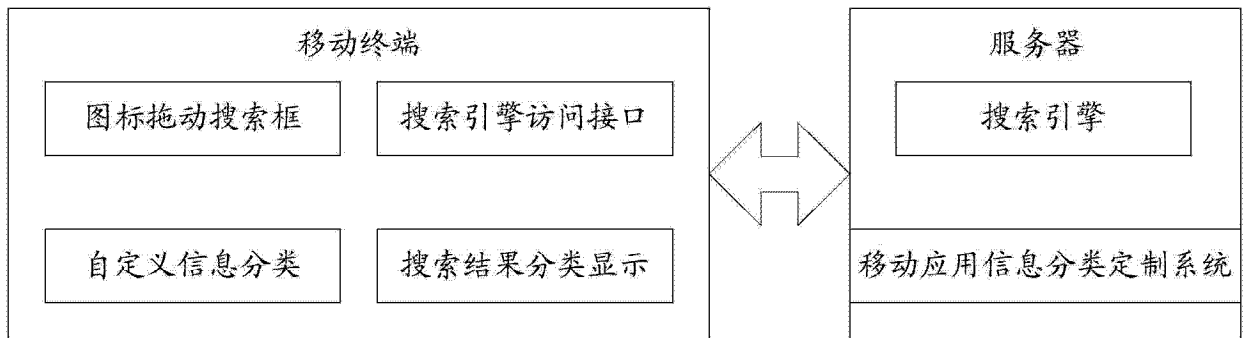 移动终端
图标拖动搜索框
搜索引擎访问接口
自定义信息分类
搜索结果分类显示
服务器
搜索引擎
移动应用信息分类定制系统